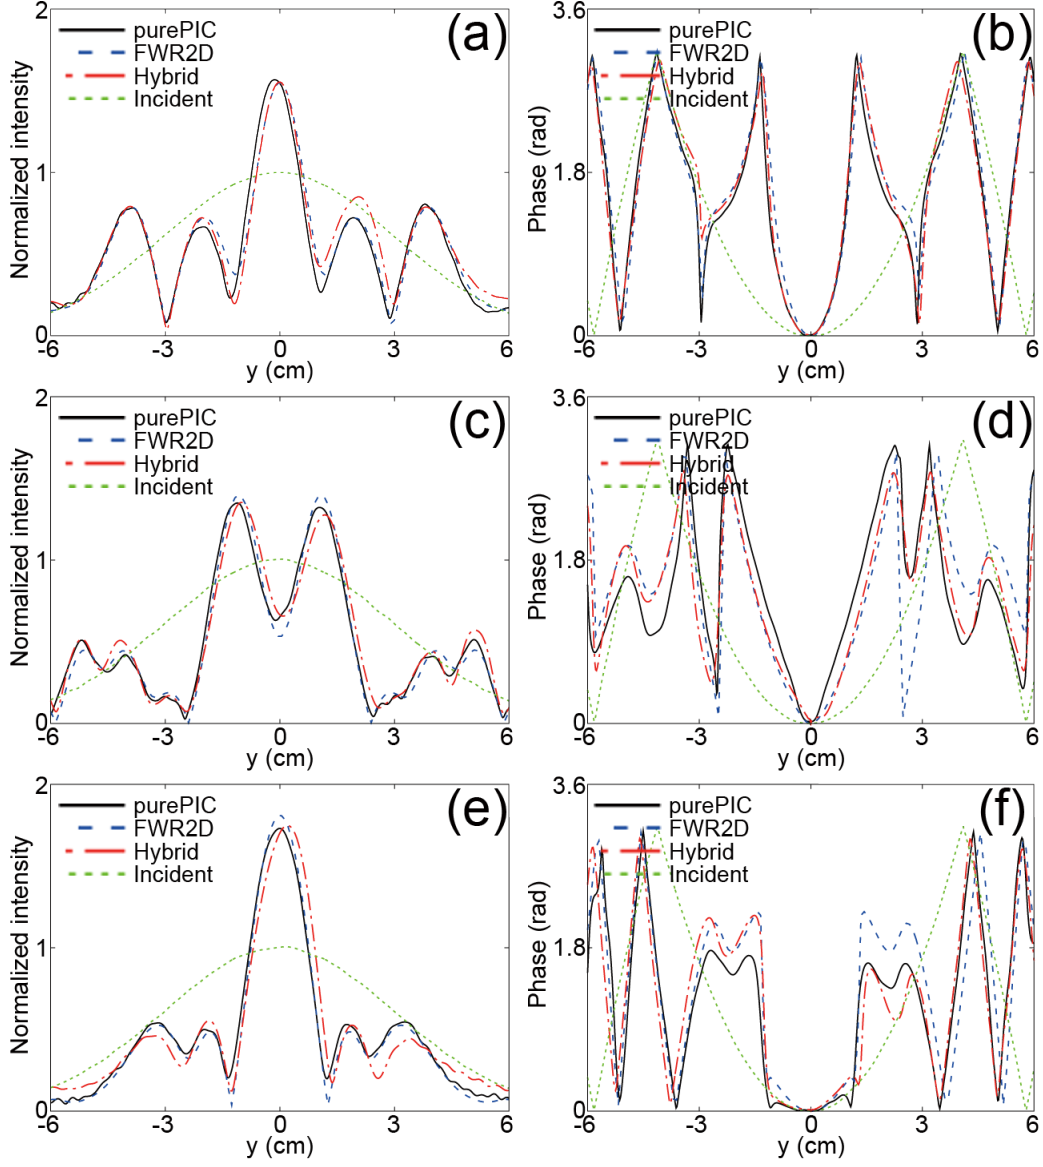 2
(a)
purePIC
FWR2D
Hybrid
Incident
Normalized intensity
1
0
-6
-3
0
3
6
y (cm)
3.6
(b)
purePIC
FWR2D
Hybrid
Incident
Phase (rad)
1.8
0
-6
-3
0
3
6
y (cm)
2
(c)
purePIC
FWR2D
Hybrid
Incident
Normalized intensity
1
0
-6
-3
0
3
6
y (cm)
3.6
(d)
purePIC
FWR2D
Hybrid
Incident
Phase (rad)
1.8
0
-6
-3
0
3
6
y (cm)
2
(e)
purePIC
FWR2D
Hybrid
Incident
Normalized intensity
1
0
-6
-3
0
3
6
y (cm)
3.6
(f)
purePIC
FWR2D
Hybrid
Incident
Phase (rad)
1.8
0
-6
-3
0
3
6
y (cm)